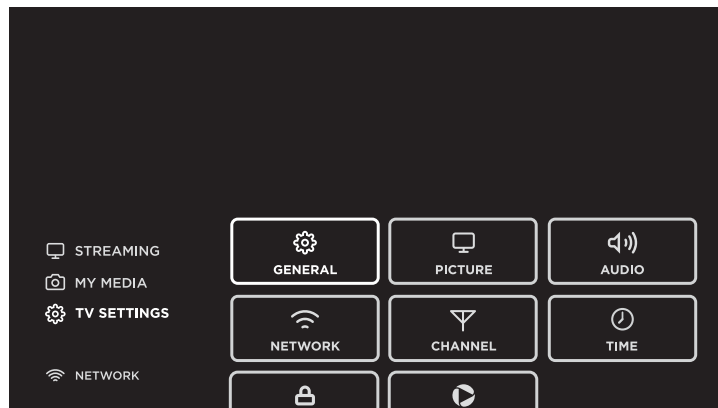 STREAMING
MY MEDIA
TV SETTINGS
NETWORK
GENERAL
PICTURE
AUDIO
NETWORK
CHANNEL
TIME